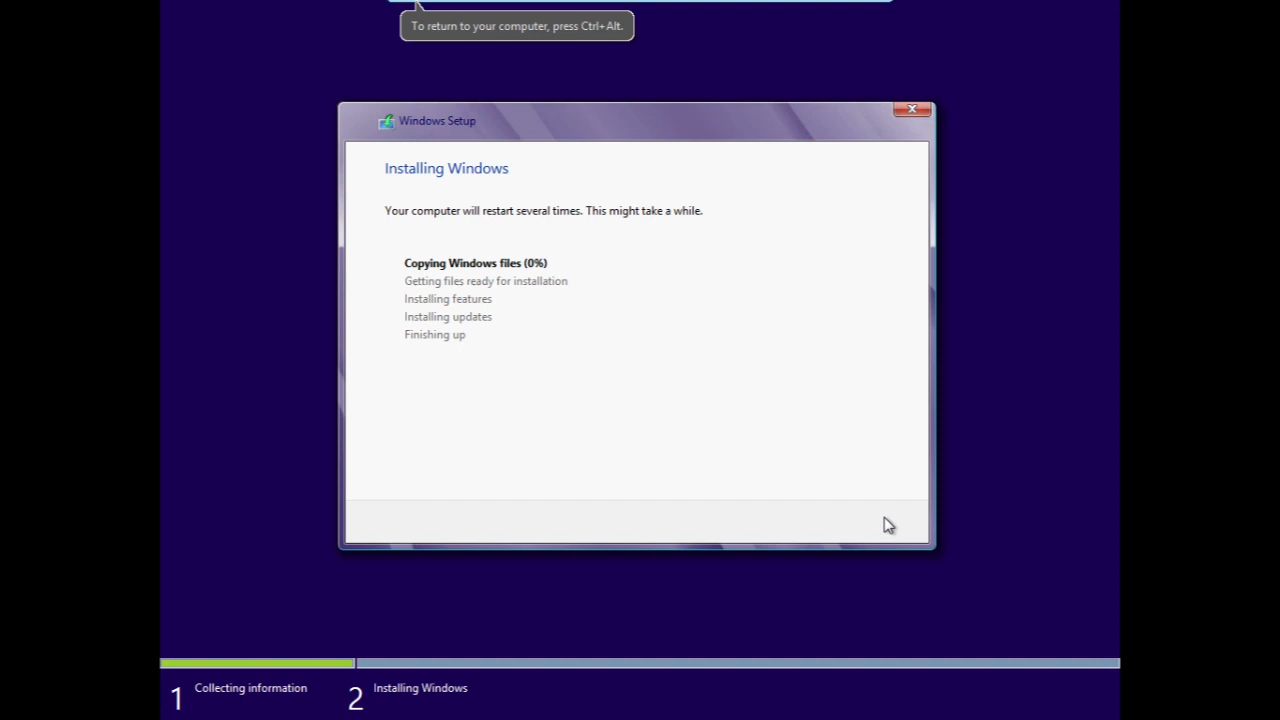 To return to your computer, press Ctrl+Alt.
Windows Setup
Installing Windows
Your computer will restart several times. This might take a while.
Copying Windows files (0%)
Getting files ready for installation
Installing features
Installing updates
Finishing up
1 Collecting information
2 Installing Windows